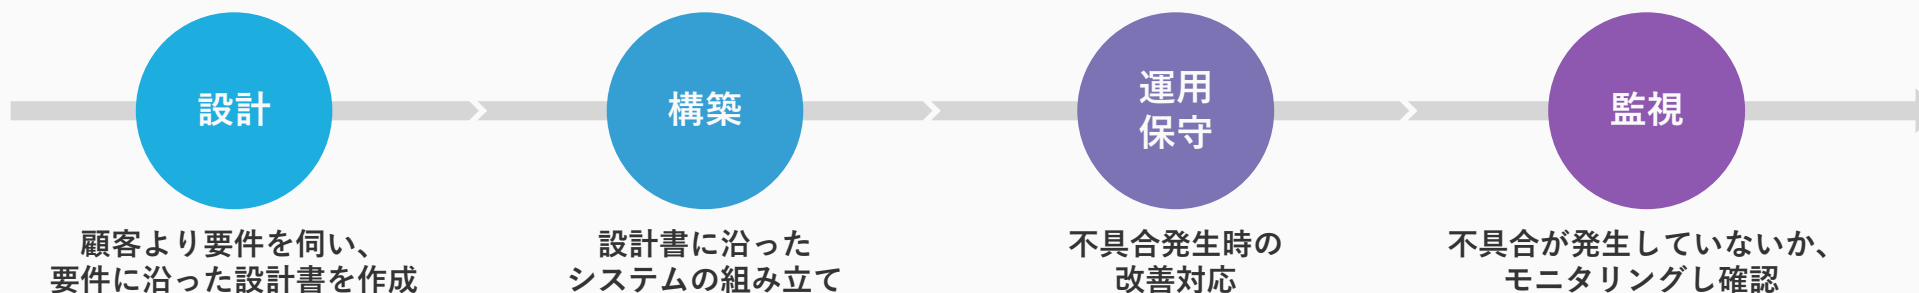 設計
顧客より要件を伺い、
要件に沿った設計書を作成
構築
設計書に沿った
システムの組み立て
運用
保守
不具合発生時の
改善対応
監視
不具合が発生していないか、
モニタリングし確認